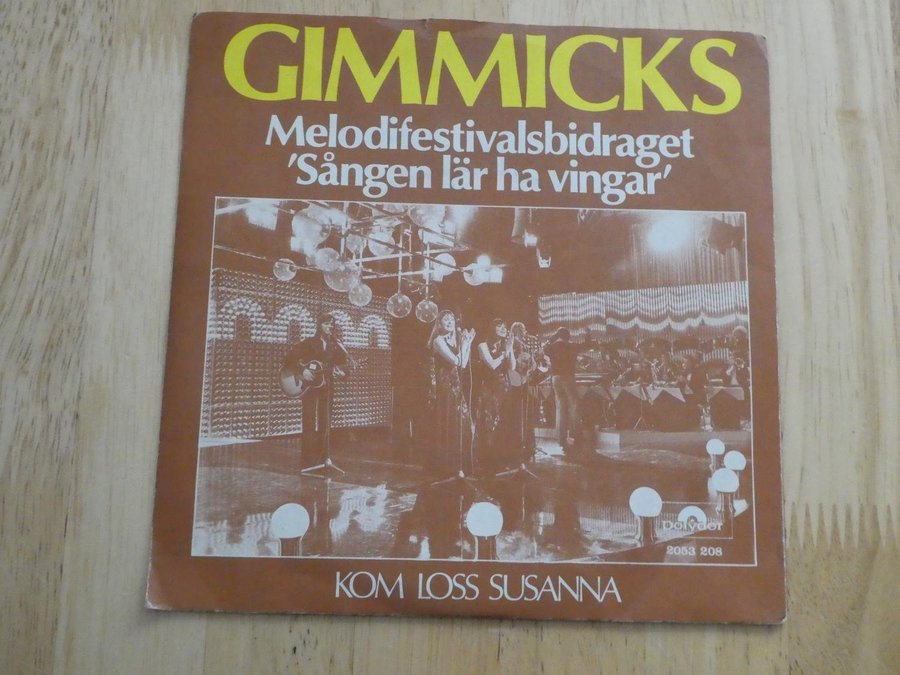 GIMMICKS
Melodifestivalsbidraget
'Sången lär ha vingar'
polydor
2053 208
KOM LOSS SUSANNA